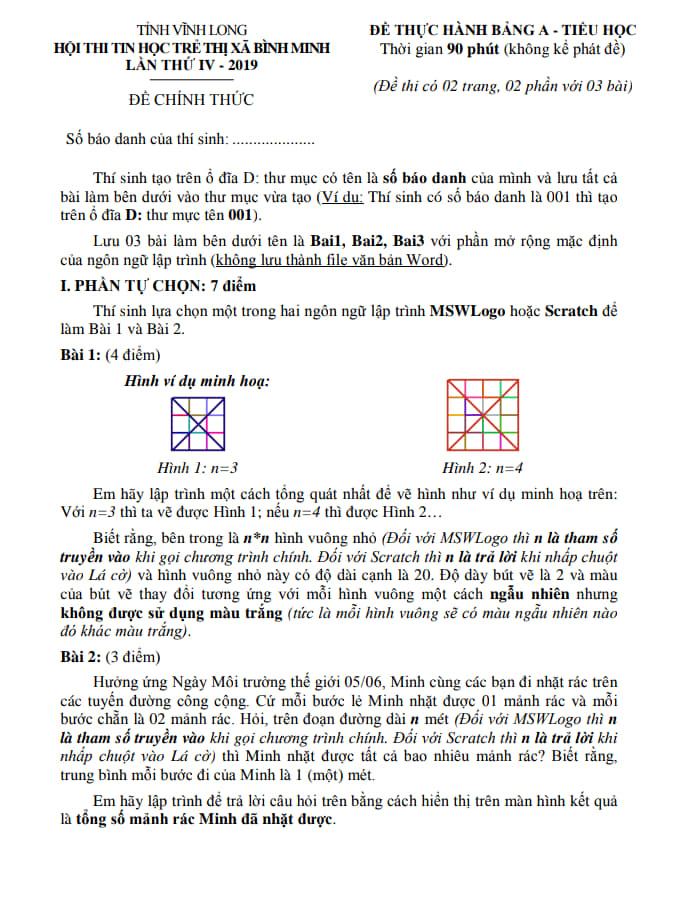 TỈNH VĨNH LONG
HỘI THI TIN HỌC TRẺ THỊ XÃ BÌNH MINH
LẦN THỨ IV - 2019
ĐỀ CHÍNH THỨC
ĐỀ THỰC HÀNH BẢNG A - TIỂU HỌC
Thời gian 90 phút (không kể phát đề)
(Đề thi có 02 trang, 02 phần với 03 bài)
Số báo danh của thí sinh: ....................
Thí sinh tạo trên ổ đĩa D: thư mục có tên là số báo danh của mình và lưu tất cả
bài làm bên dưới vào thư mục vừa tạo (Ví dụ: Thí sinh có số báo danh là 001 thì tạo
trên ổ đĩa D: thư mực tên 001).
Lưu 03 bài làm bên dưới tên là Bai1, Bai2, Bai3 với phần mở rộng mặc định
của ngôn ngữ lập trình (không lưu thành file văn bản Word).
I. PHẦN TỰ CHỌN: 7 điểm
Thí sinh lựa chọn một trong hai ngôn ngữ lập trình MSWLogo hoặc Scratch để
làm Bài 1 và Bài 2.
Bài 1: (4 điểm)
Hình ví dụ minh hoạ:
Hình 1: n=3
Hình 2: n=4
Em hãy lập trình một cách tổng quát nhất để vẽ hình như ví dụ minh hoạ trên:
Với n=3 thì ta vẽ được Hình 1; nếu n=4 thì được Hình 2…
Biết rằng, bên trong là n*n hình vuông nhỏ (Đối với MSWLogo thì n là tham số
truyền vào khi gọi chương trình chính. Đối với Scratch thì n là trả lời khi nhấp chuột
vào Lá cờ) và hình vuông nhỏ này có độ dài cạnh là 20. Độ dày bút vẽ là 2 và màu
của bút vẽ thay đổi tương ứng với mỗi hình vuông một cách ngẫu nhiên nhưng
không được sử dụng màu trắng (tức là mỗi hình vuông sẽ có màu ngẫu nhiên nào
đó khác màu trắng).
Bài 2: (3 điểm)
Hưởng ứng Ngày Môi trường thế giới 05/06, Minh cùng các bạn đi nhặt rác trên
các tuyến đường công cộng. Cứ mỗi bước lẻ Minh nhặt được 01 mảnh rác và mỗi
bước chẵn là 02 mảnh rác. Hỏi, trên đoạn đường dài n mét (Đối với MSWLogo thì n
là tham số truyền vào khi gọi chương trình chính. Đối với Scratch thì n là trả lời khi
nhấp chuột vào Lá cờ) thì Minh nhặt được tất cả bao nhiêu mảnh rác? Biết rằng,
trung bình mỗi bước đi của Minh là 1 (một) mét.
Em hãy lập trình để trả lời câu hỏi trên bằng cách hiển thị trên màn hình kết quả
là tổng số mảnh rác Minh đã nhặt được.